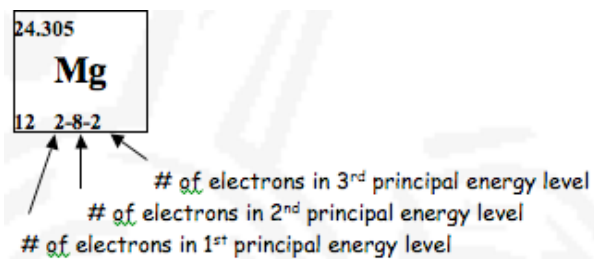 24.305
Mg
12 2-8-2
# of electrons in 3rd principal energy level
# of electrons in 2nd principal energy level
# of electrons in 1st principal energy level